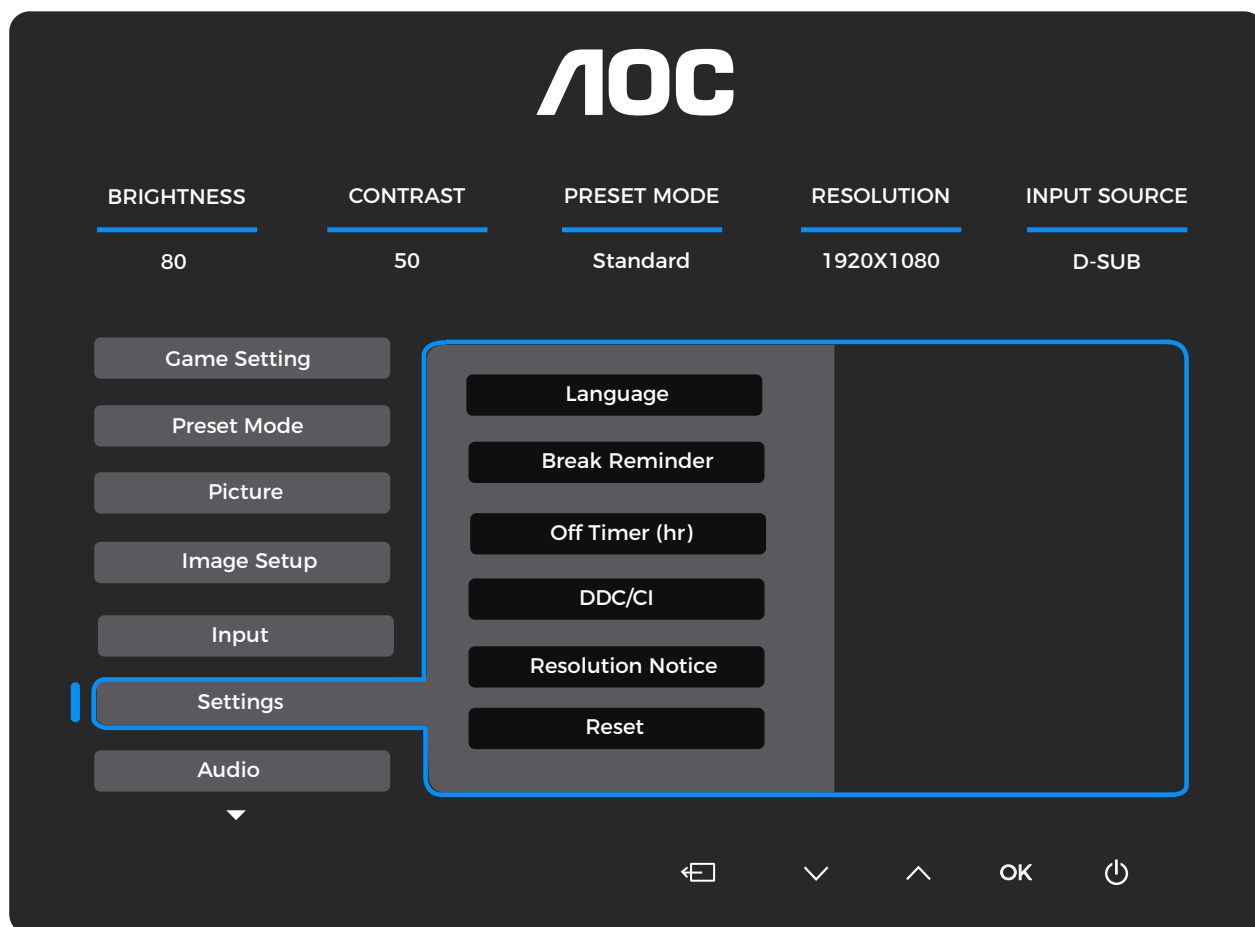 AOC
BRIGHTNESS CONTRAST PRESET MODE RESOLUTION INPUT SOURCE
80 50 Standard 1920X1080 D-SUB
Game Setting
Preset Mode
Picture
Image Setup
Input
Settings
Audio
Language
Break Reminder
Off Timer (hr)
DDC/CI
Resolution Notice
Reset
OK